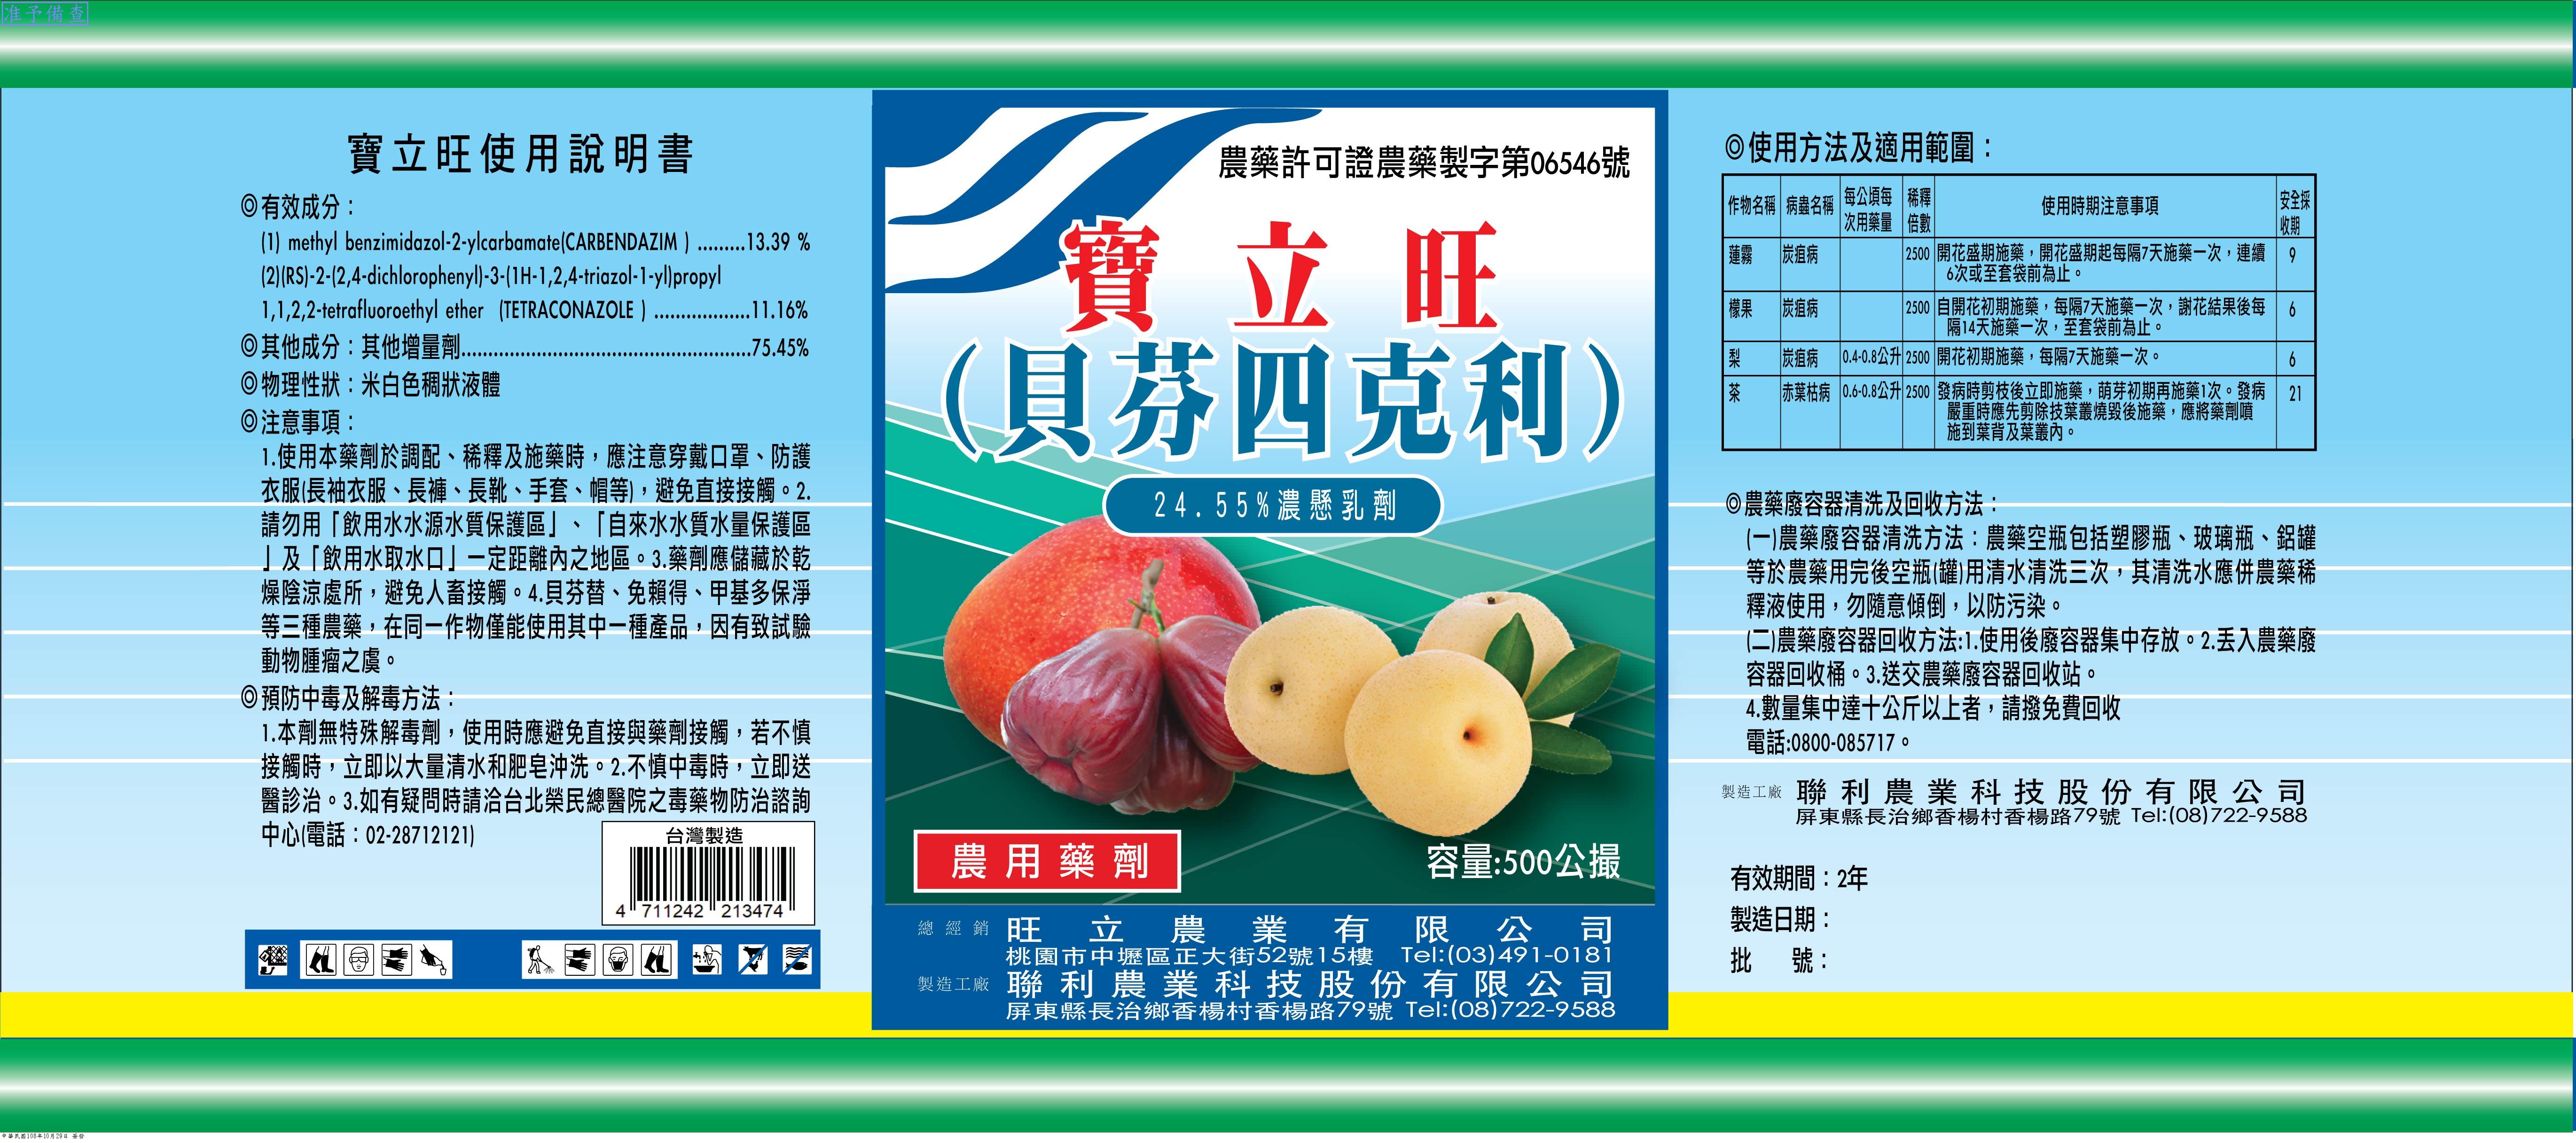 准予備查
寶立旺使用說明書
◎有效成分：
(1) methyl benzimidazol-2-ylcarbamate(CARBENDAZIM ) .........13.39 %
(2)(RS)-2-(2,4-dichlorophenyl)-3-(1H-1,2,4-triazol-1-yl)propyl
1,1,2,2-tetrafluoroethyl ether (TETRACONAZOLE ) ..................11.16%
◎其他成分：其他增量劑......................................................75.45%
◎物理性狀：米白色稠狀液體
◎注意事項：
1.使用本藥劑於調配、稀釋及施藥時，應注意穿戴口罩、防護
衣服(長袖衣服、長褲、長靴、手套、帽等)，避免直接接觸。2.
請勿用「飲用水水源水質保護區」、「自來水水質水量保護區
」及「飲用水取水口」一定距離內之地區。3.藥劑應儲藏於乾
燥陰涼處所，避免人畜接觸。4.貝芬替、免賴得、甲基多保淨
等三種農藥，在同一作物僅能使用其中一種產品，因有致試驗
動物腫瘤之虞。
◎預防中毒及解毒方法：
1.本劑無特殊解毒劑，使用時應避免直接與藥劑接觸，若不慎
接觸時，立即以大量清水和肥皂沖洗。2.不慎中毒時，立即送
醫診治。3.如有疑問時請洽台北榮民總醫院之毒藥物防治諮詢
中心(電話：02-28712121)
台灣製造
4 711242 213474
農藥許可證農藥製字第06546號
寶立旺
(貝芬四克利)
24.55%濃懸乳劑
農用藥劑
容量:500公撮
總經銷 旺立農業有限公司
桃園市中壢區正大街52號15樓 Tel:(03)491-0181
製造工廠 聯利農業科技股份有限公司
屏東縣長治鄉香楊村香楊路79號 Tel:(08)722-9588
◎使用方法及適用範圍：
作物名稱 病蟲名稱 每公頃每次用藥量 稀釋倍數 使用時期注意事項 安全採收期
蓮霧 炭疽病 2500 開花盛期施藥，開花盛期起每隔7天施藥一次，連續 9
6次或至套袋前為止。
檬果 炭疽病 2500 自開花初期施藥，每隔7天施藥一次，謝花結果後每 6
隔14天施藥一次，至套袋前為止。
梨 炭疽病 0.4-0.8公升 2500 開花初期施藥，每隔7天施藥一次。 6
茶 赤葉枯病 0.6-0.8公升 2500 發病時剪枝後立即施藥，萌芽初期再施藥1次。發病 21
嚴重時應先剪除技葉叢燒毀後施藥，應將藥劑噴
施到葉背及葉叢內。
◎農藥廢容器清洗及回收方法：
(一)農藥廢容器清洗方法：農藥空瓶包括塑膠瓶、玻璃瓶、鋁罐
等於農藥用完後空瓶(罐)用清水清洗三次，其清洗水應併農藥稀
釋液使用，勿隨意傾倒，以防污染。
(二)農藥廢容器回收方法:1.使用後廢容器集中存放。2.丟入農藥廢
容器回收桶。3.送交農藥廢容器回收站。
4.數量集中達十公斤以上者，請撥免費回收
電話:0800-085717。
製造工廠 聯利農業科技股份有限公司
屏東縣長治鄉香楊村香楊路79號 Tel:(08)722-9588
有效期間：2年
製造日期：
批 號：
中華民國108年10月29日 簽發